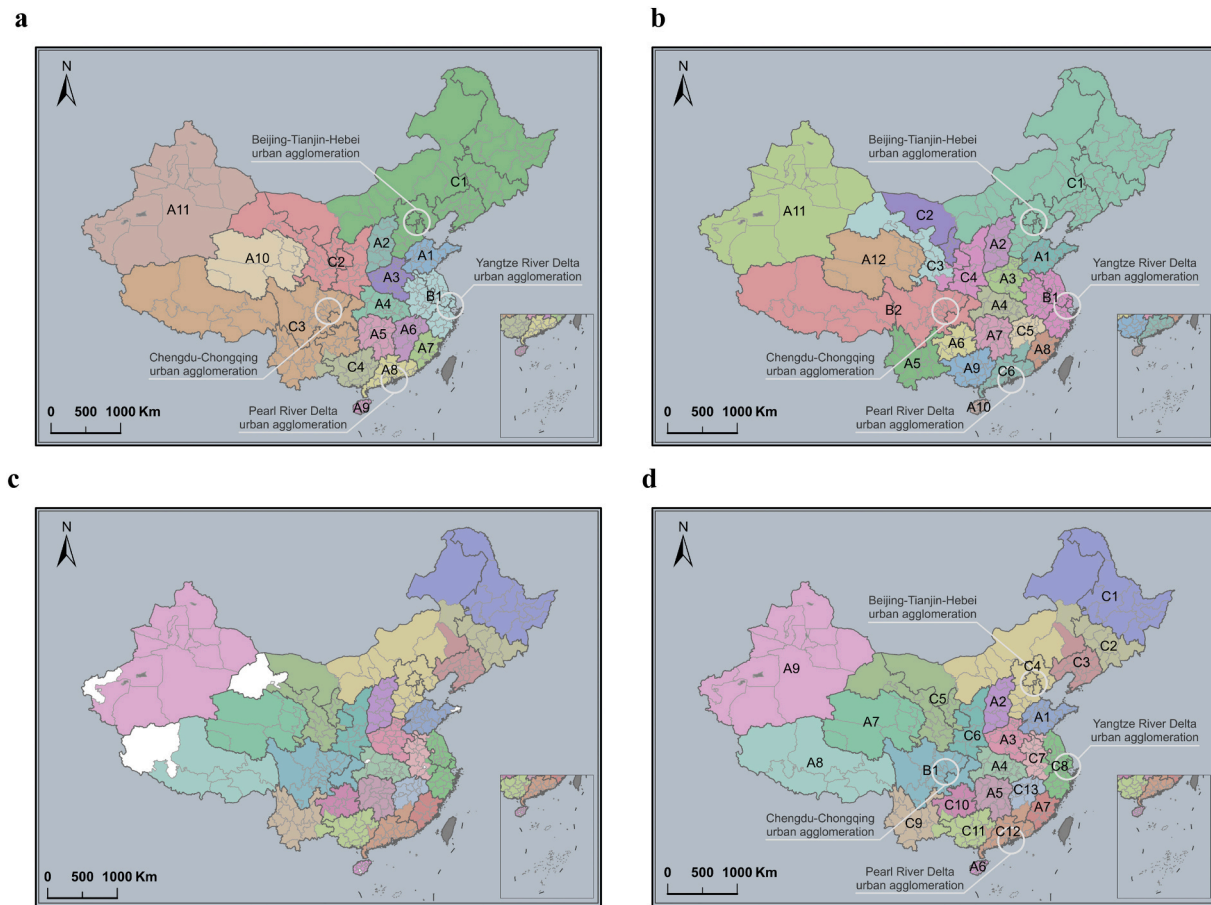 a
N
Beijing-Tianjin-Hebei
urban agglomeration
C1
A11
A2
A1
Yangtze River Delta
urban agglomeration
A10
C2
A3
B1
A4
C3
A5
A6
Chengdu-Chongqing
urban agglomeration
A7
C4
A8
A9
Pearl River Delta
urban agglomeration
0 500 1000 Km
b
N
Beijing-Tianjin-Hebei
urban agglomeration
C1
A11
C2
A2
A1
Yangtze River Delta
urban agglomeration
A12
C3
C4
A3
B1
B2
A4
A7
C5
Chengdu-Chongqing
urban agglomeration
A6
A8
A5
A9
C6
A10
Pearl River Delta
urban agglomeration
0 500 1000 Km
c
N
0 500 1000 Km
d
N
Beijing-Tianjin-Hebei
urban agglomeration
C1
C2
C3
C4
A9
C5
A2
A1
Yangtze River Delta
urban agglomeration
A7
C6
A3
C7
C8
A8
B1
A4
A5
C13
Chengdu-Chongqing
urban agglomeration
C10
A7
C9
C11
C12
A6
Pearl River Delta
urban agglomeration
0 500 1000 Km